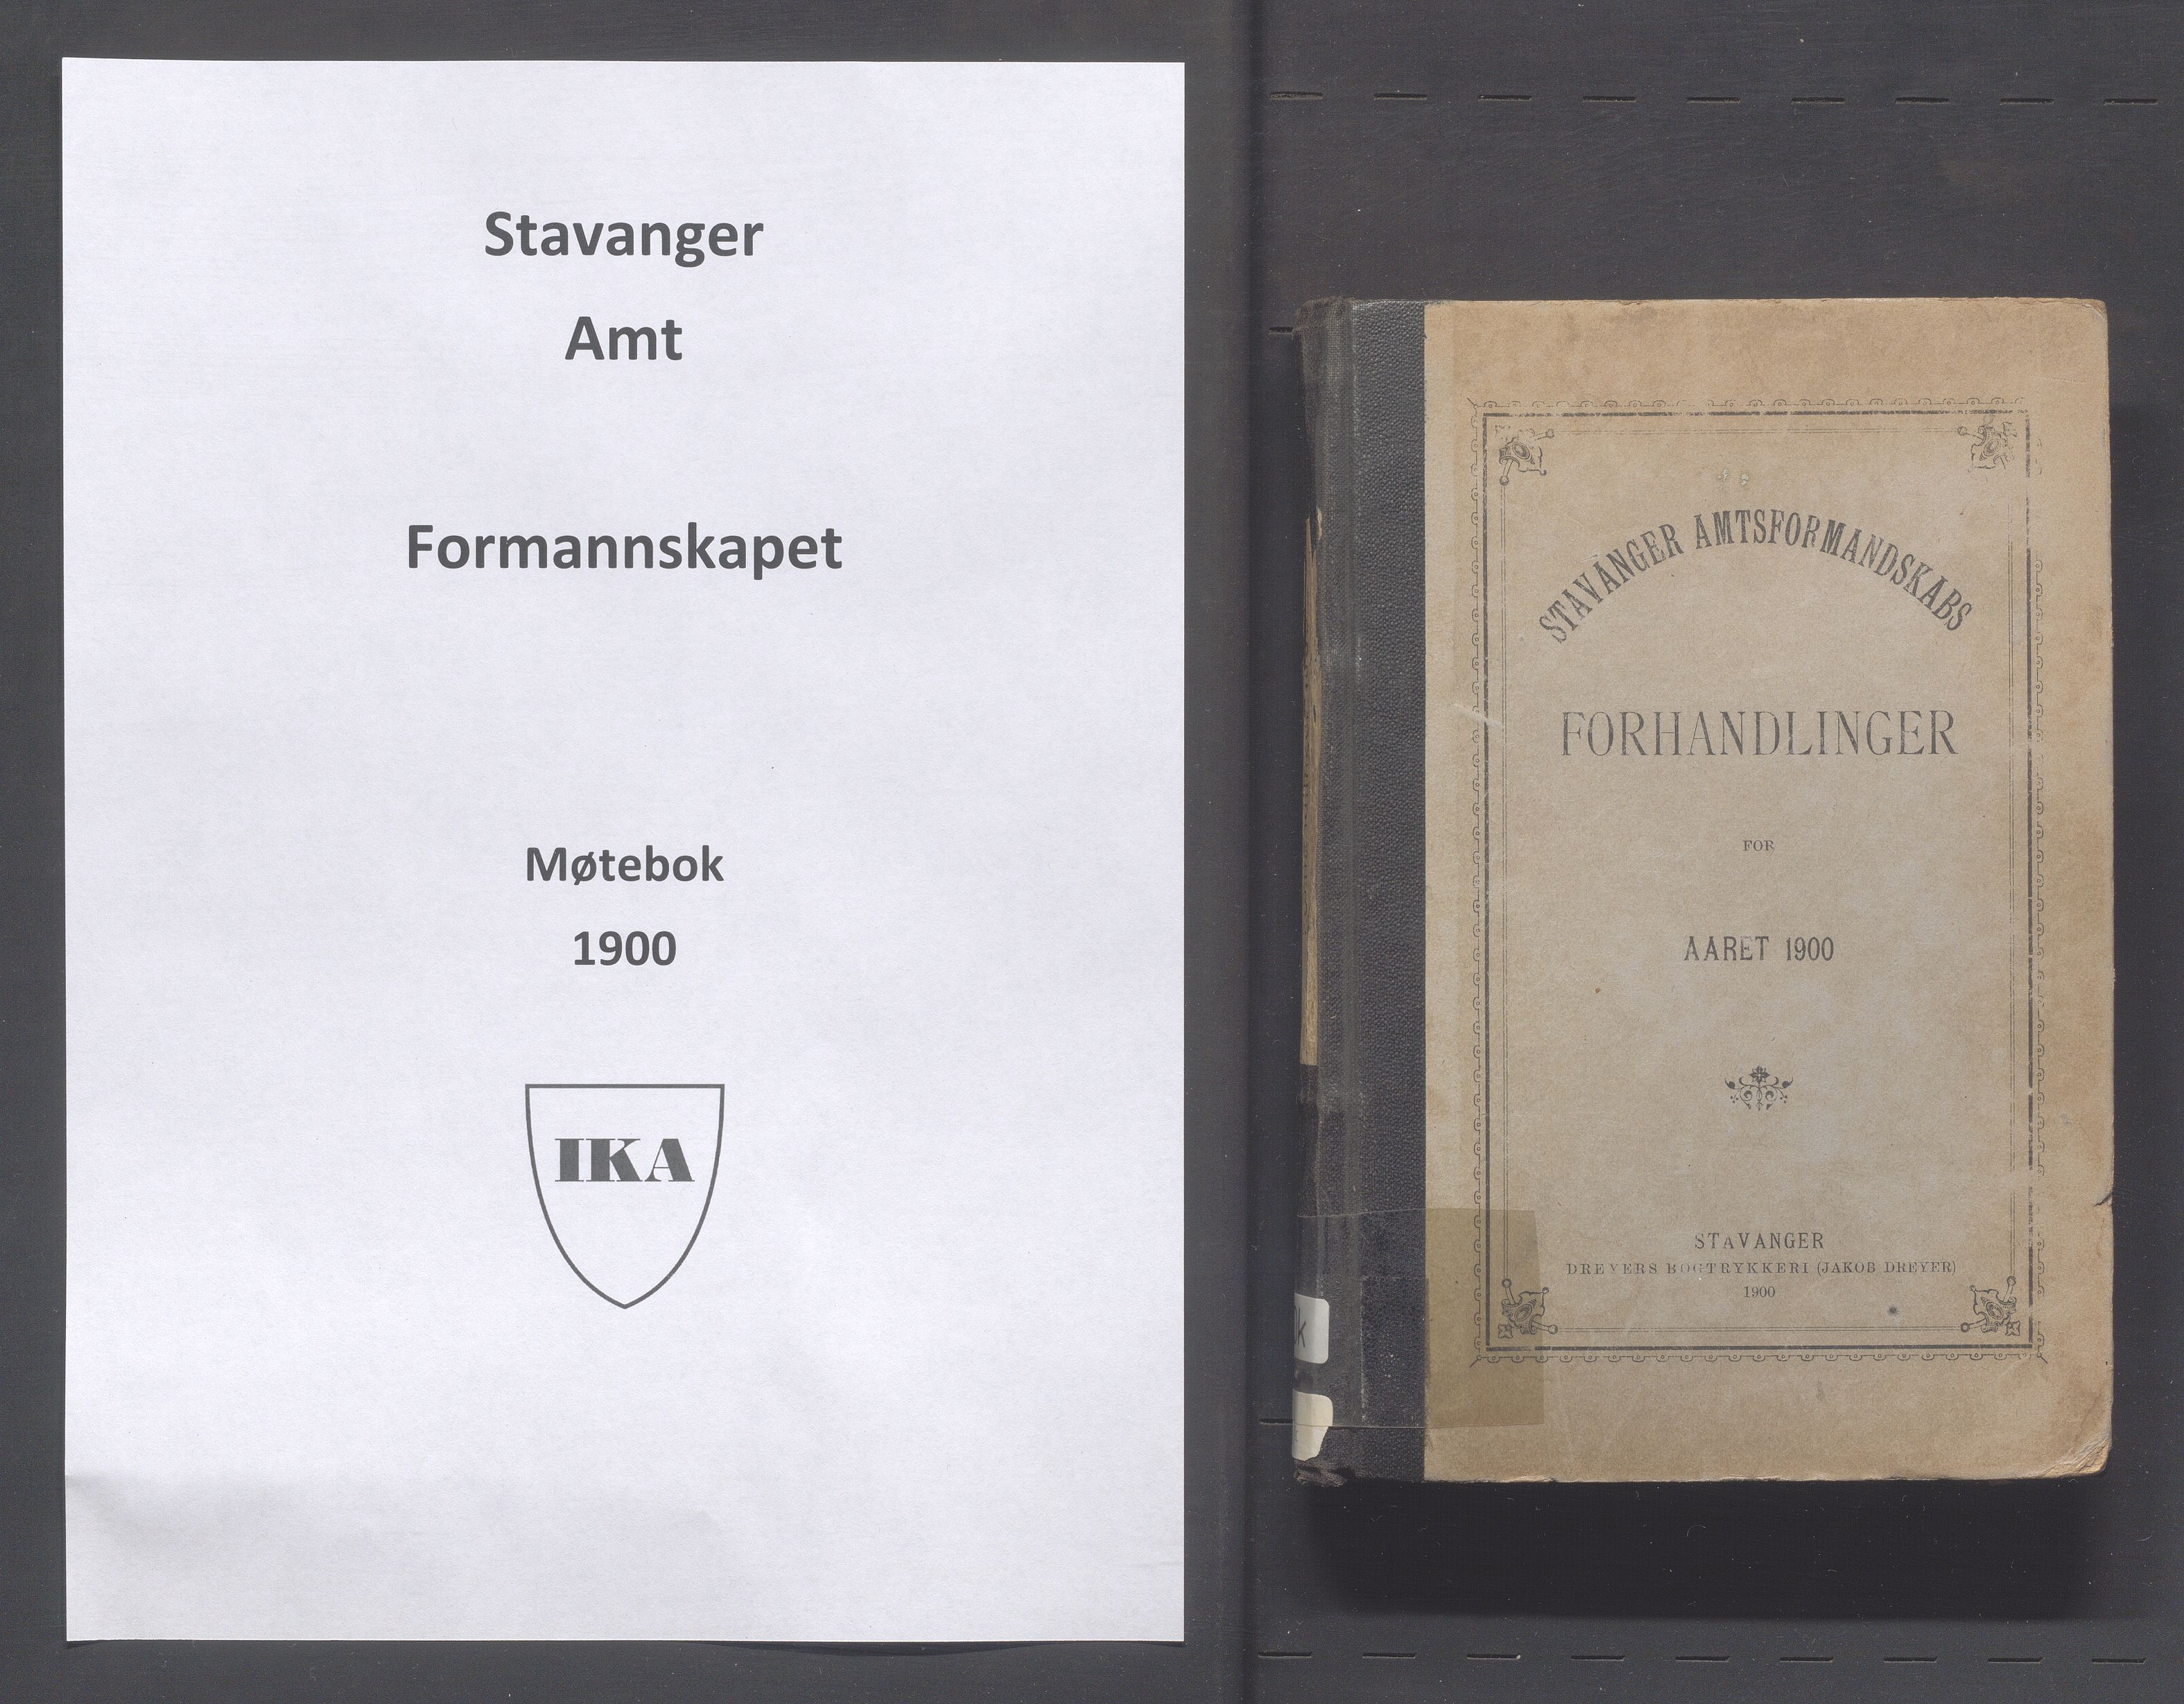 Stavanger
Amt
Formannskapet
Møtebok
1900
IKA
STAVANGER AMTSFORMANDSKABS
FORHANDLINGER
FOR
AARET 1900
STAVANGER
DREYERS BOGTRYKKERI (JAKOB DREYER)
1900